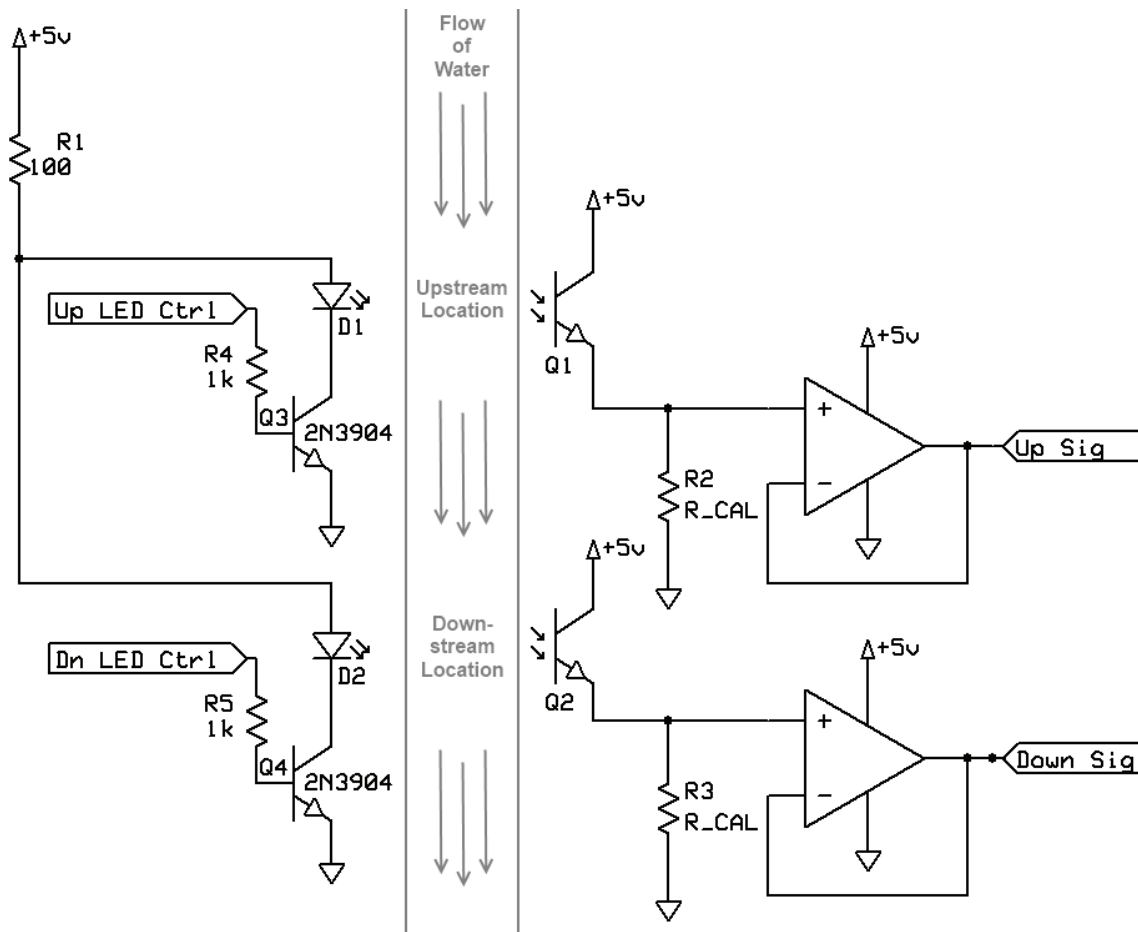 +5v
R1
100
Flow
of
Water
+5v
Up LED Ctrl
D1
R4
1k
Q3
2N3904
Upstream
Location
Q1
+5v
+
−
Up Sig
R2
R_CAL
+5v
Dn LED Ctrl
D2
R5
1k
Q4
2N3904
Down-
stream
Location
Q2
+5v
+
−
Down Sig
R3
R_CAL